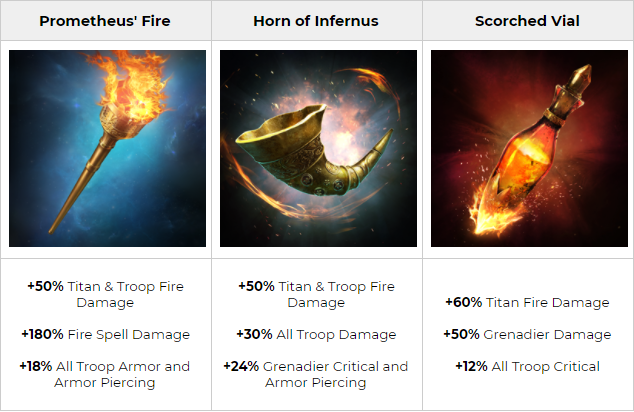 Prometheus' Fire
Horn of Infernus
Scorched Vial
+50% Titan & Troop Fire
Damage
+180% Fire Spell Damage
+18% All Troop Armor and
Armor Piercing
+50% Titan & Troop Fire
Damage
+30% All Troop Damage
+24% Grenadier Critical and
Armor Piercing
+60% Titan Fire Damage
+50% Grenadier Damage
+12% All Troop Critical